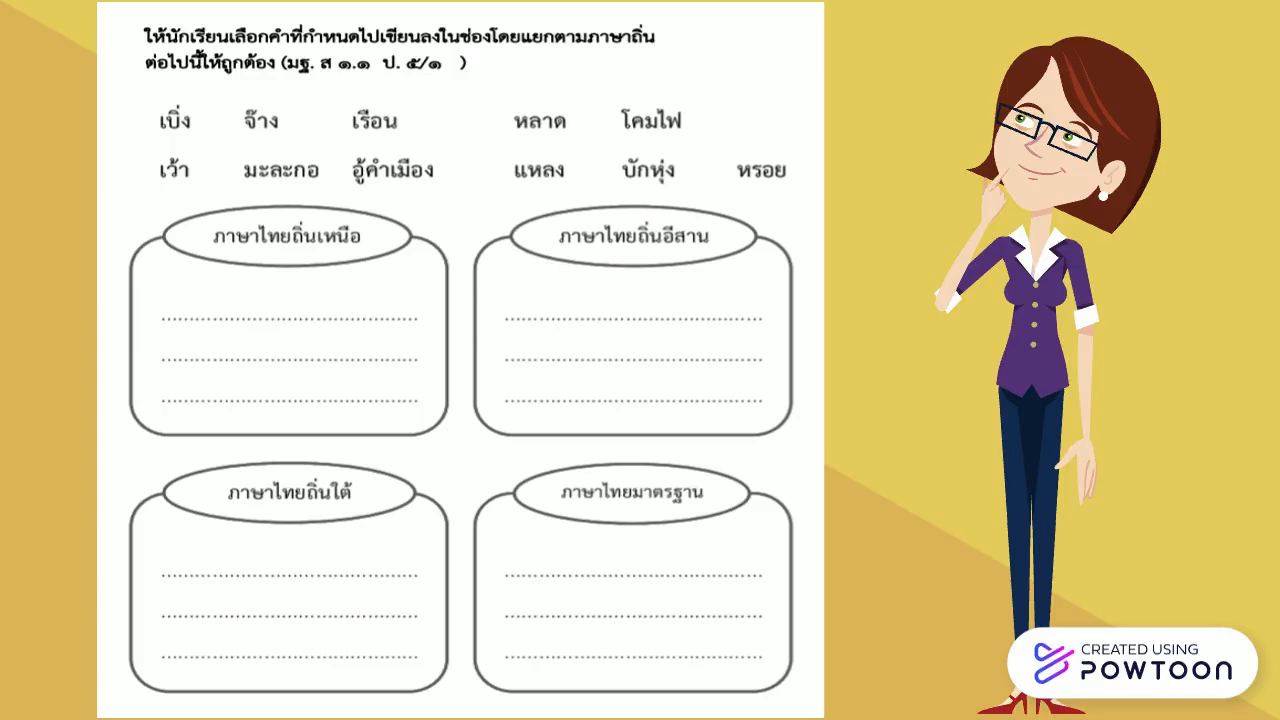 ให้นักเรียนเลือกคำที่กำหนดไปเขียนลงในช่องโดยแยกตามภาษาถิ่น
ต่อไปนี้ให้ถูกต้อง (มฐ. ส ๑.๑ ป. ๕/๑ )
เบิ่ง จ๊าง เรือน หลาด โคมไฟ
เว้า มะละกอ อู้คำเมือง แหลง บักหุ่ง หรอย
ภาษาไทยถิ่นเหนือ ภาษาไทยถิ่นอีสาน
ภาษาไทยถิ่นใต้ ภาษาไทยมาตรฐาน
CREATED USING
POWTOON